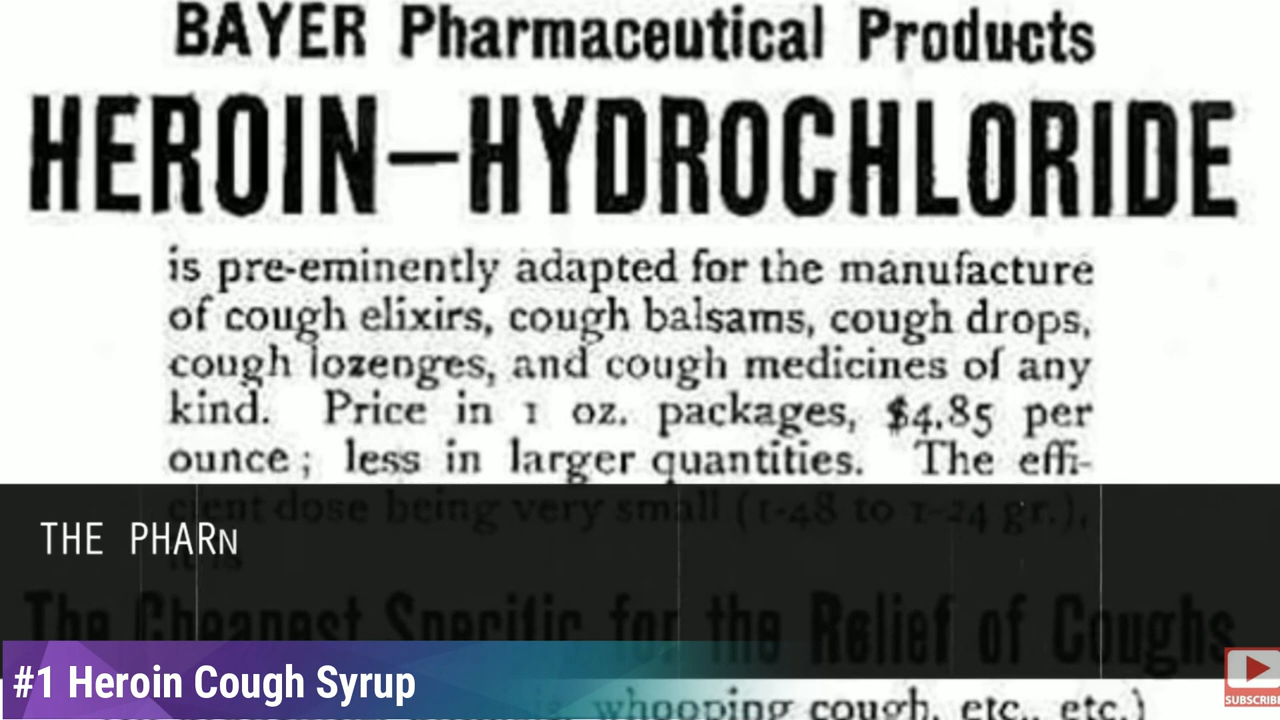 BAYER Pharmaceutical Products
HEROIN—HYDROCHLORIDE
is pre-eminently adapted for the manufacture
of cough elixirs, cough balsams, cough drops,
cough lozenges, and cough medicines of any
kind. Price in 1 oz. packages, $4.85 per
ounce; less in larger quantities. The effi-
cient dose being very small (1-48 to 1-24 gr.),
it is
The Cheapest Specific for the Relief of Coughs
THE PHARN
#1 Heroin Cough Syrup
SUBSCRIBE
whooping cough, etc., etc.)